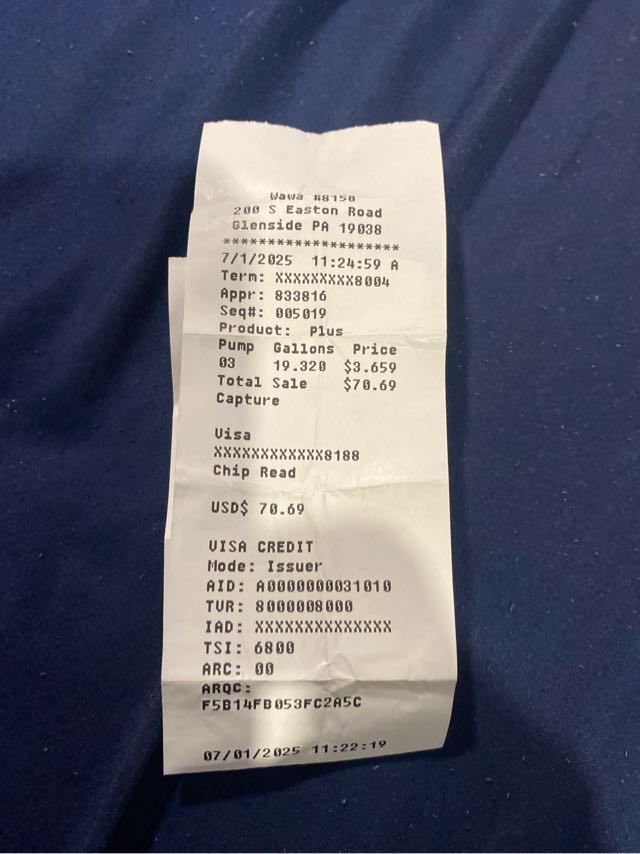 Wawa #8158
200 S Easton Road
Glenside PA 19038
********************
7/1/2025 11:24:59 A
Term: XXXXXXXXX8004
Appr: 833816
Seq#: 005019
Product: Plus
Pump Gallons Price
03 19.320 $3.659
Total Sale $70.69
Capture
Visa
XXXXXXXXXXXX8188
Chip Read
USD$ 70.69
VISA CREDIT
Mode: Issuer
AID: A0000000031010
TVR: 8000008000
IAD: XXXXXXXXXXXXXX
TSI: 6800
ARC: 00
ARQC:
F5B14FB053FC2A5C
07/01/2025 11:22:19